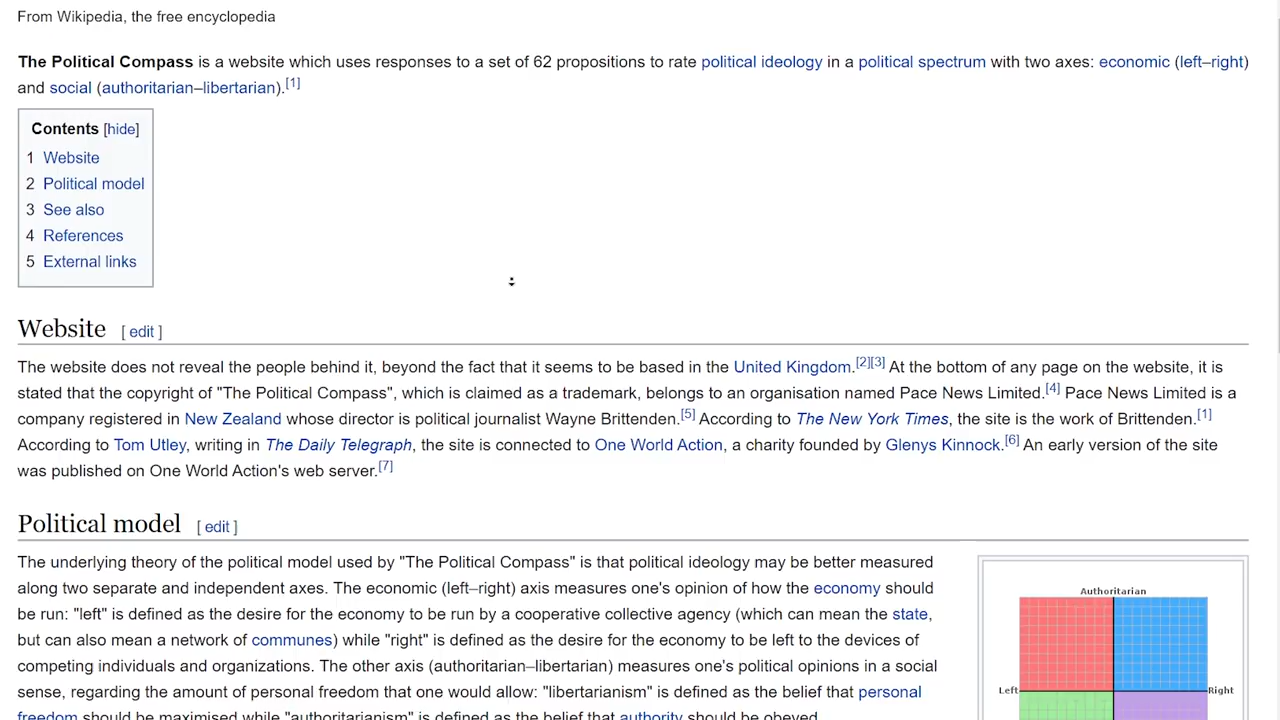 From Wikipedia, the free encyclopedia
The Political Compass is a website which uses responses to a set of 62 propositions to rate political ideology in a political spectrum with two axes: economic (left–right)
and social (authoritarian–libertarian).[1]
Contents [hide]
1 Website
2 Political model
3 See also
4 References
5 External links
Website [ edit ]
The website does not reveal the people behind it, beyond the fact that it seems to be based in the United Kingdom.[2][3] At the bottom of any page on the website, it is
stated that the copyright of "The Political Compass", which is claimed as a trademark, belongs to an organisation named Pace News Limited.[4] Pace News Limited is a
company registered in New Zealand whose director is political journalist Wayne Brittenden.[5] According to The New York Times, the site is the work of Brittenden.[1]
According to Tom Utley, writing in The Daily Telegraph, the site is connected to One World Action, a charity founded by Glenys Kinnock.[6] An early version of the site
was published on One World Action's web server.[7]
Political model [ edit ]
The underlying theory of the political model used by "The Political Compass" is that political ideology may be better measured
along two separate and independent axes. The economic (left–right) axis measures one's opinion of how the economy should
be run: "left" is defined as the desire for the economy to be run by a cooperative collective agency (which can mean the state,
but can also mean a network of communes) while "right" is defined as the desire for the economy to be left to the devices of
competing individuals and organizations. The other axis (authoritarian–libertarian) measures one's political opinions in a social
sense, regarding the amount of personal freedom that one would allow: "libertarianism" is defined as the belief that personal
freedom should be maximised while "authoritarianism" is defined as the belief that authority should be obeyed.
Authoritarian
Left
Right